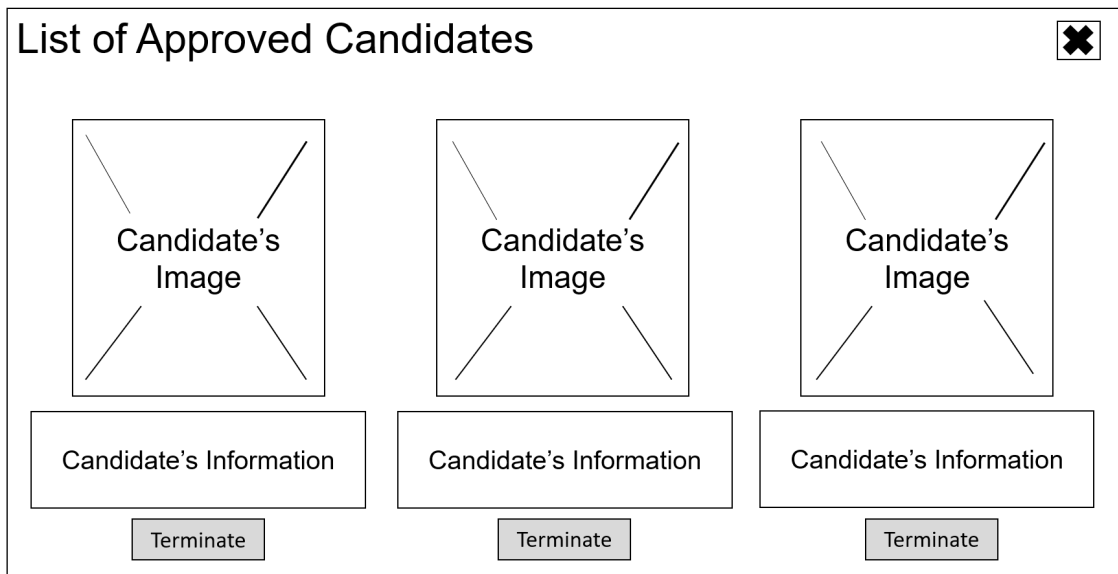 List of Approved Candidates
Candidate’s
Image
Candidate’s
Image
Candidate’s
Image
Candidate’s Information
Candidate’s Information
Candidate’s Information
Terminate
Terminate
Terminate